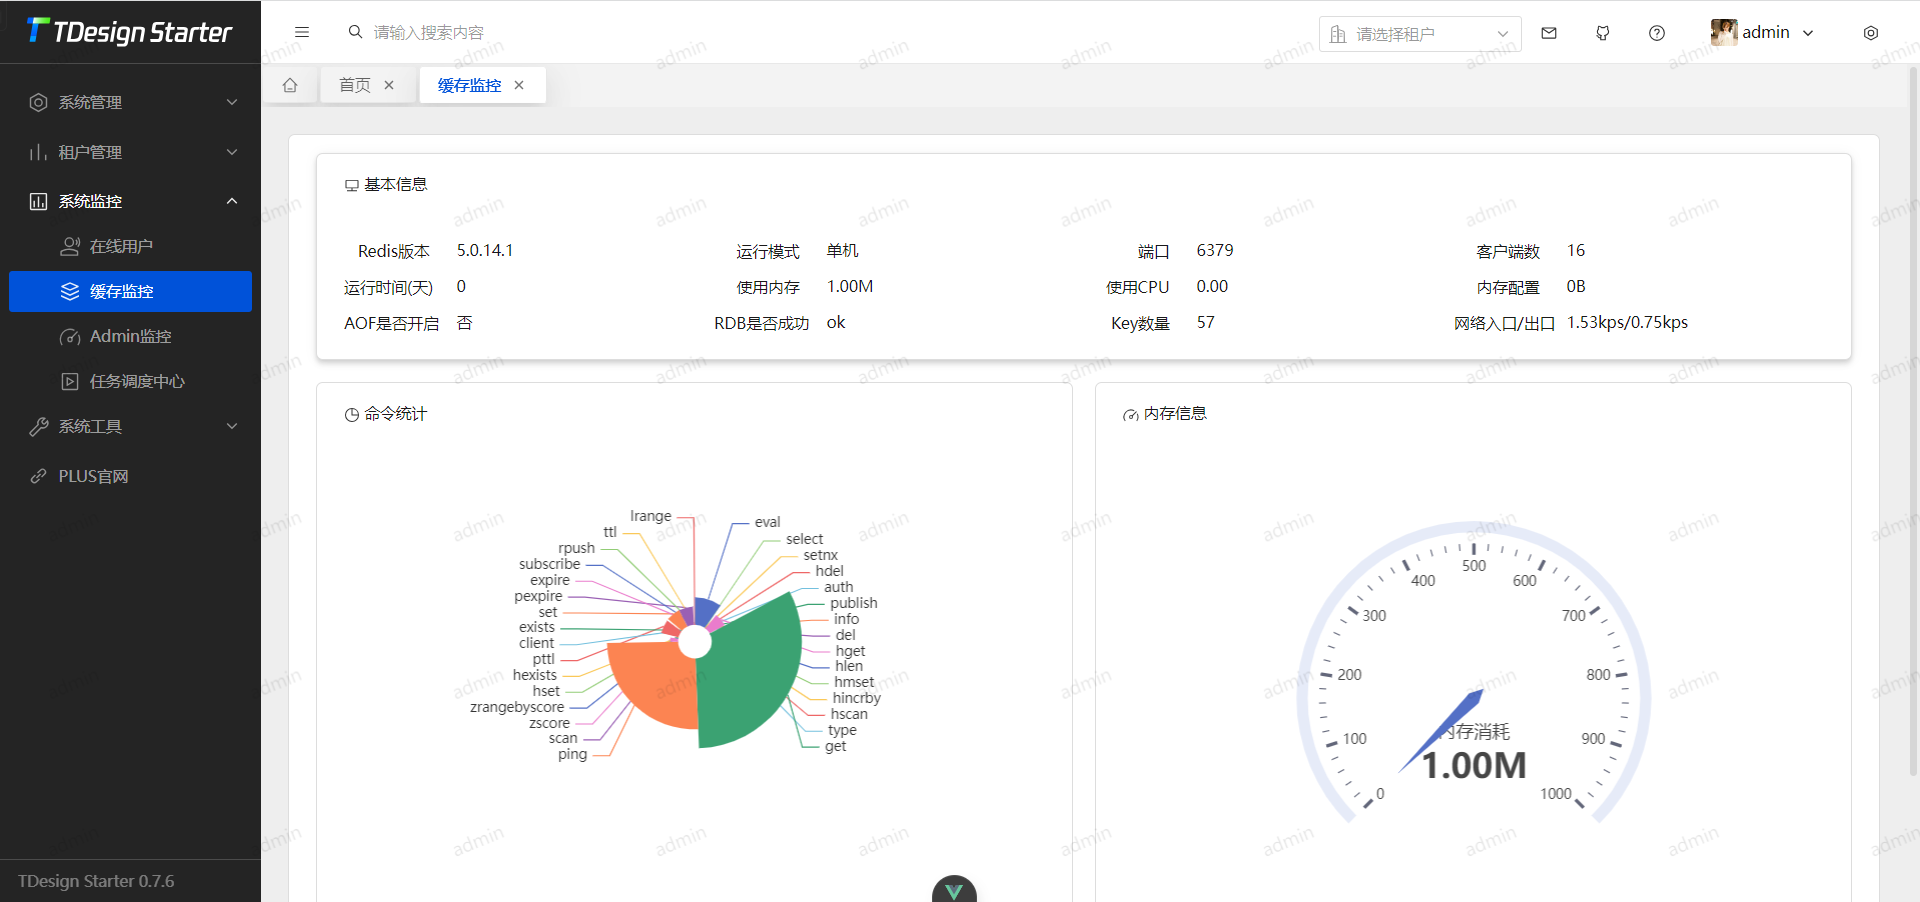 TDesign Starter
请输入搜索内容
请选择租户
admin
首页
缓存监控
系统管理
租户管理
系统监控
在线用户
缓存监控
Admin监控
任务调度中心
系统工具
PLUS官网
TDesign Starter 0.7.6
基本信息
Redis版本 5.0.14.1 运行模式 单机 端口 6379 客户端数 16
运行时间(天) 0 使用内存 1.00M 使用CPU 0.00 内存配置 0B
AOF是否开启 否 RDB是否成功 ok Key数量 57 网络入口/出口 1.53kps/0.75kps
命令统计
eval
select
setnx
hdel
auth
publish
info
del
hget
hlen
hmset
hincrby
hscan
type
get
lrange
ttl
rpush
subscribe
expire
pexpire
set
exists
client
pttl
hexists
hset
zrangebyscore
zscore
scan
ping
内存信息
0
100
200
300
400
500
600
700
800
900
1000
内存消耗
1.00M
admin